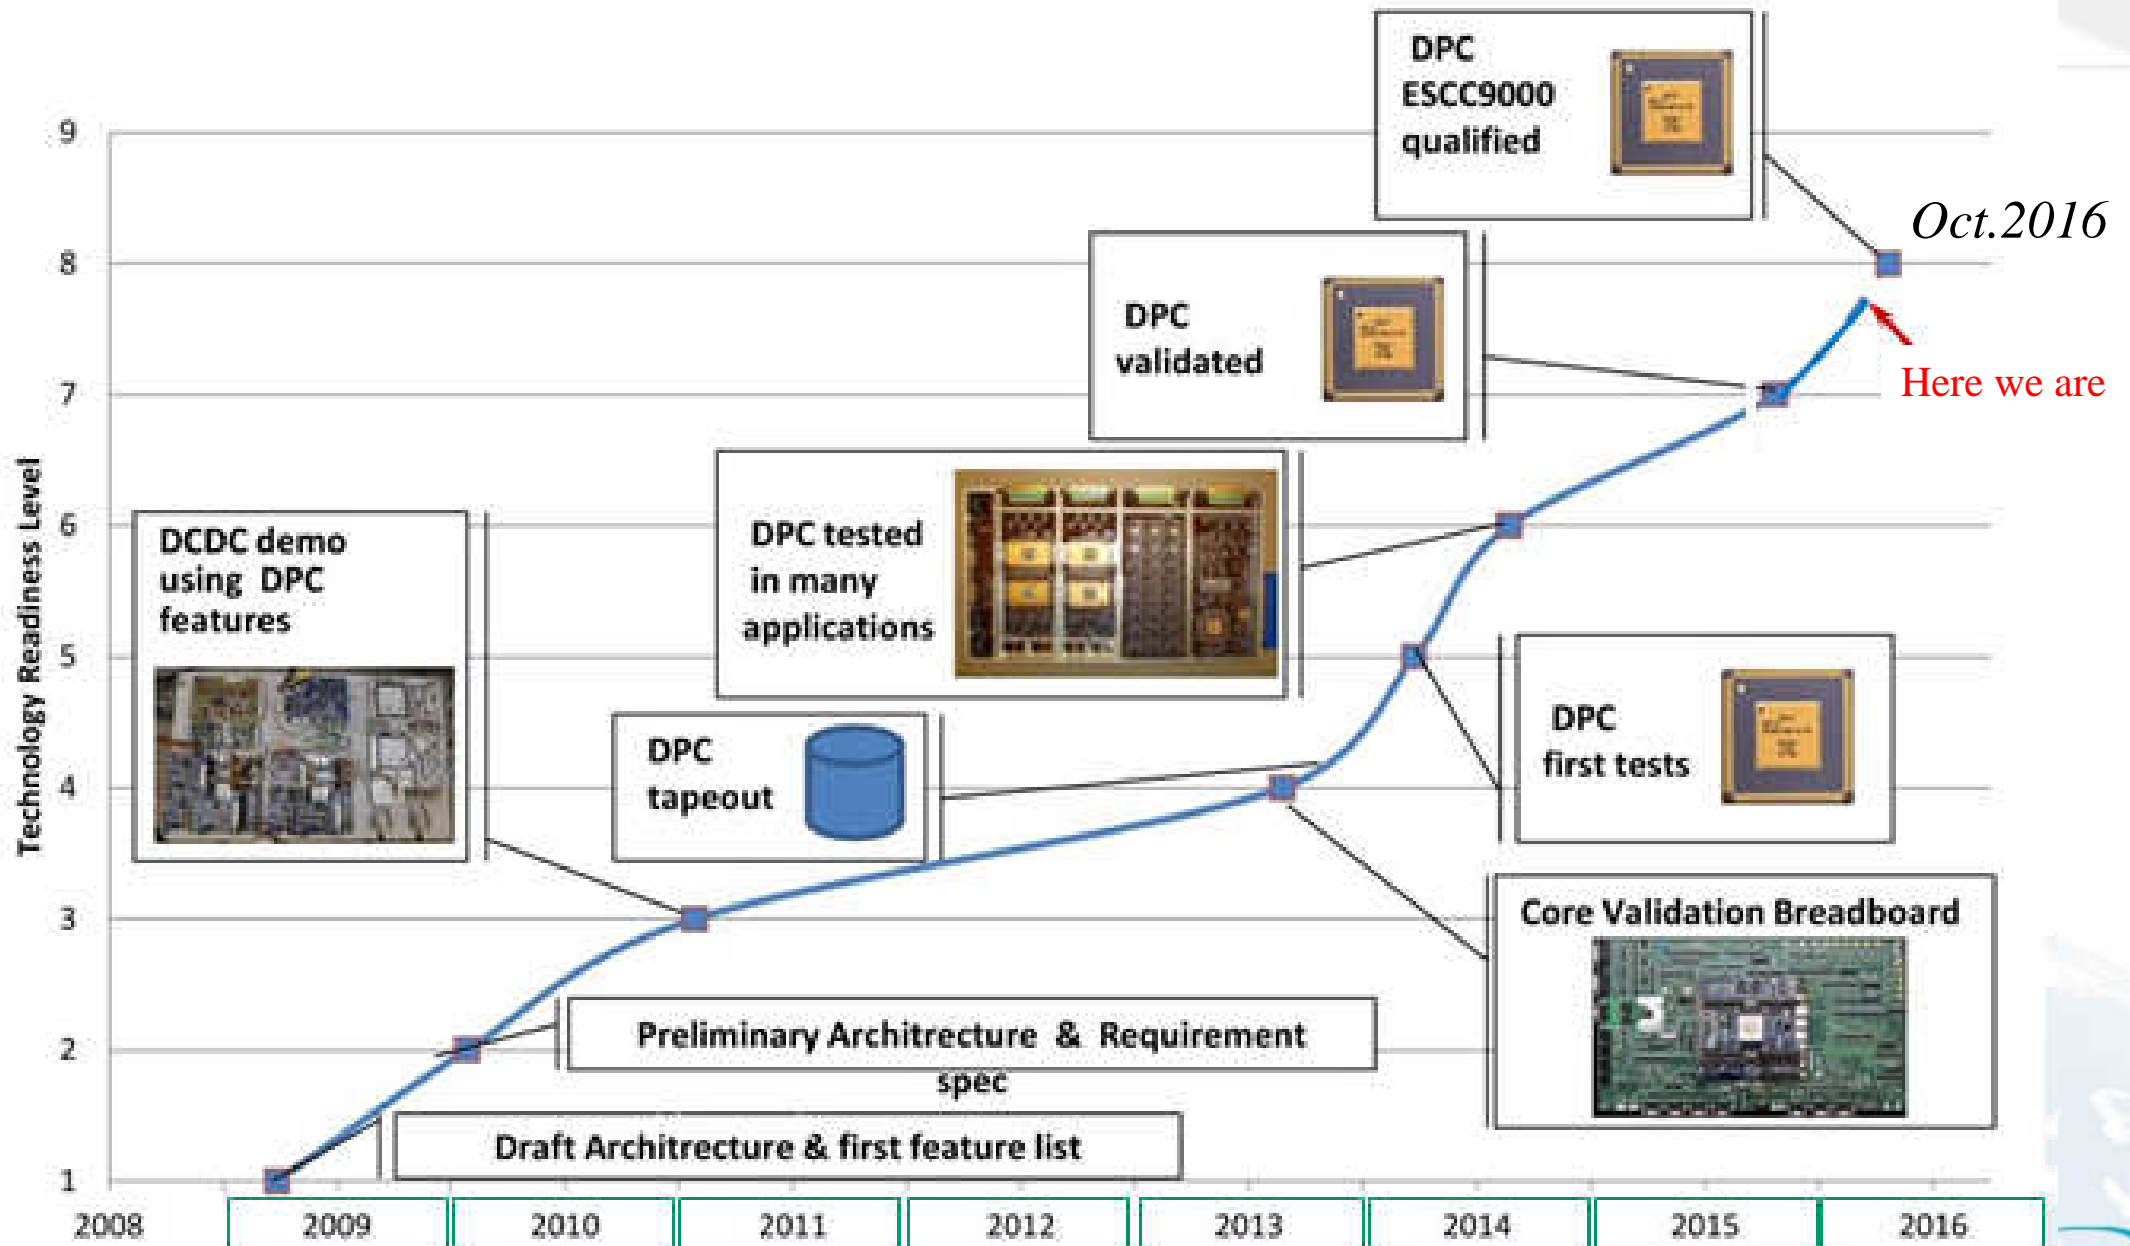 DPC
ESCC9000
qualified
9
Oct.2016
8
DPC
validated
Here we are
7
Technology Readiness Level
DPC tested
in many
applications
6
DCDC demo
using DPC
features
5
DPC
first tests
DPC
tapeout
4
Core Validation Breadboard
3
Preliminary Architrecture & Requirement
spec
2
Draft Architrecture & first feature list
1
2008 2009 2010 2011 2012 2013 2014 2015 2016